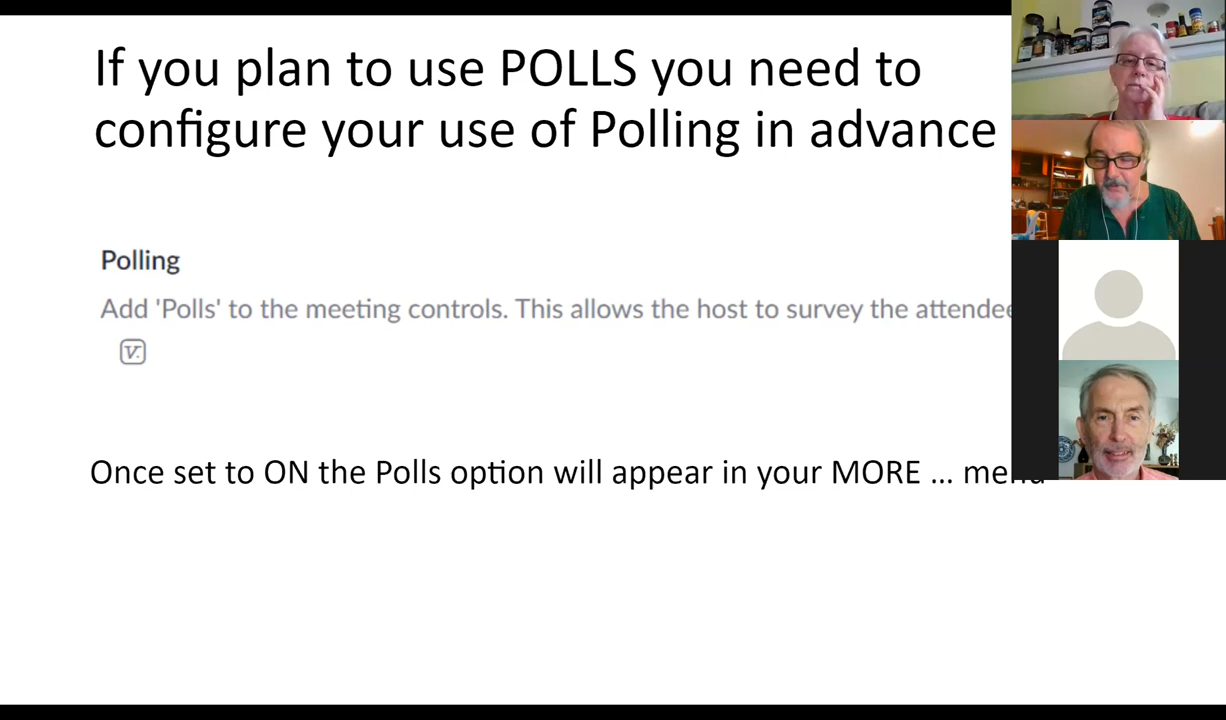 If you plan to use POLLS you need to
configure your use of Polling in advance
Polling
Add 'Polls' to the meeting controls. This allows the host to survey the
V.
Once set to ON the Polls option will appear in your MORE ... menu